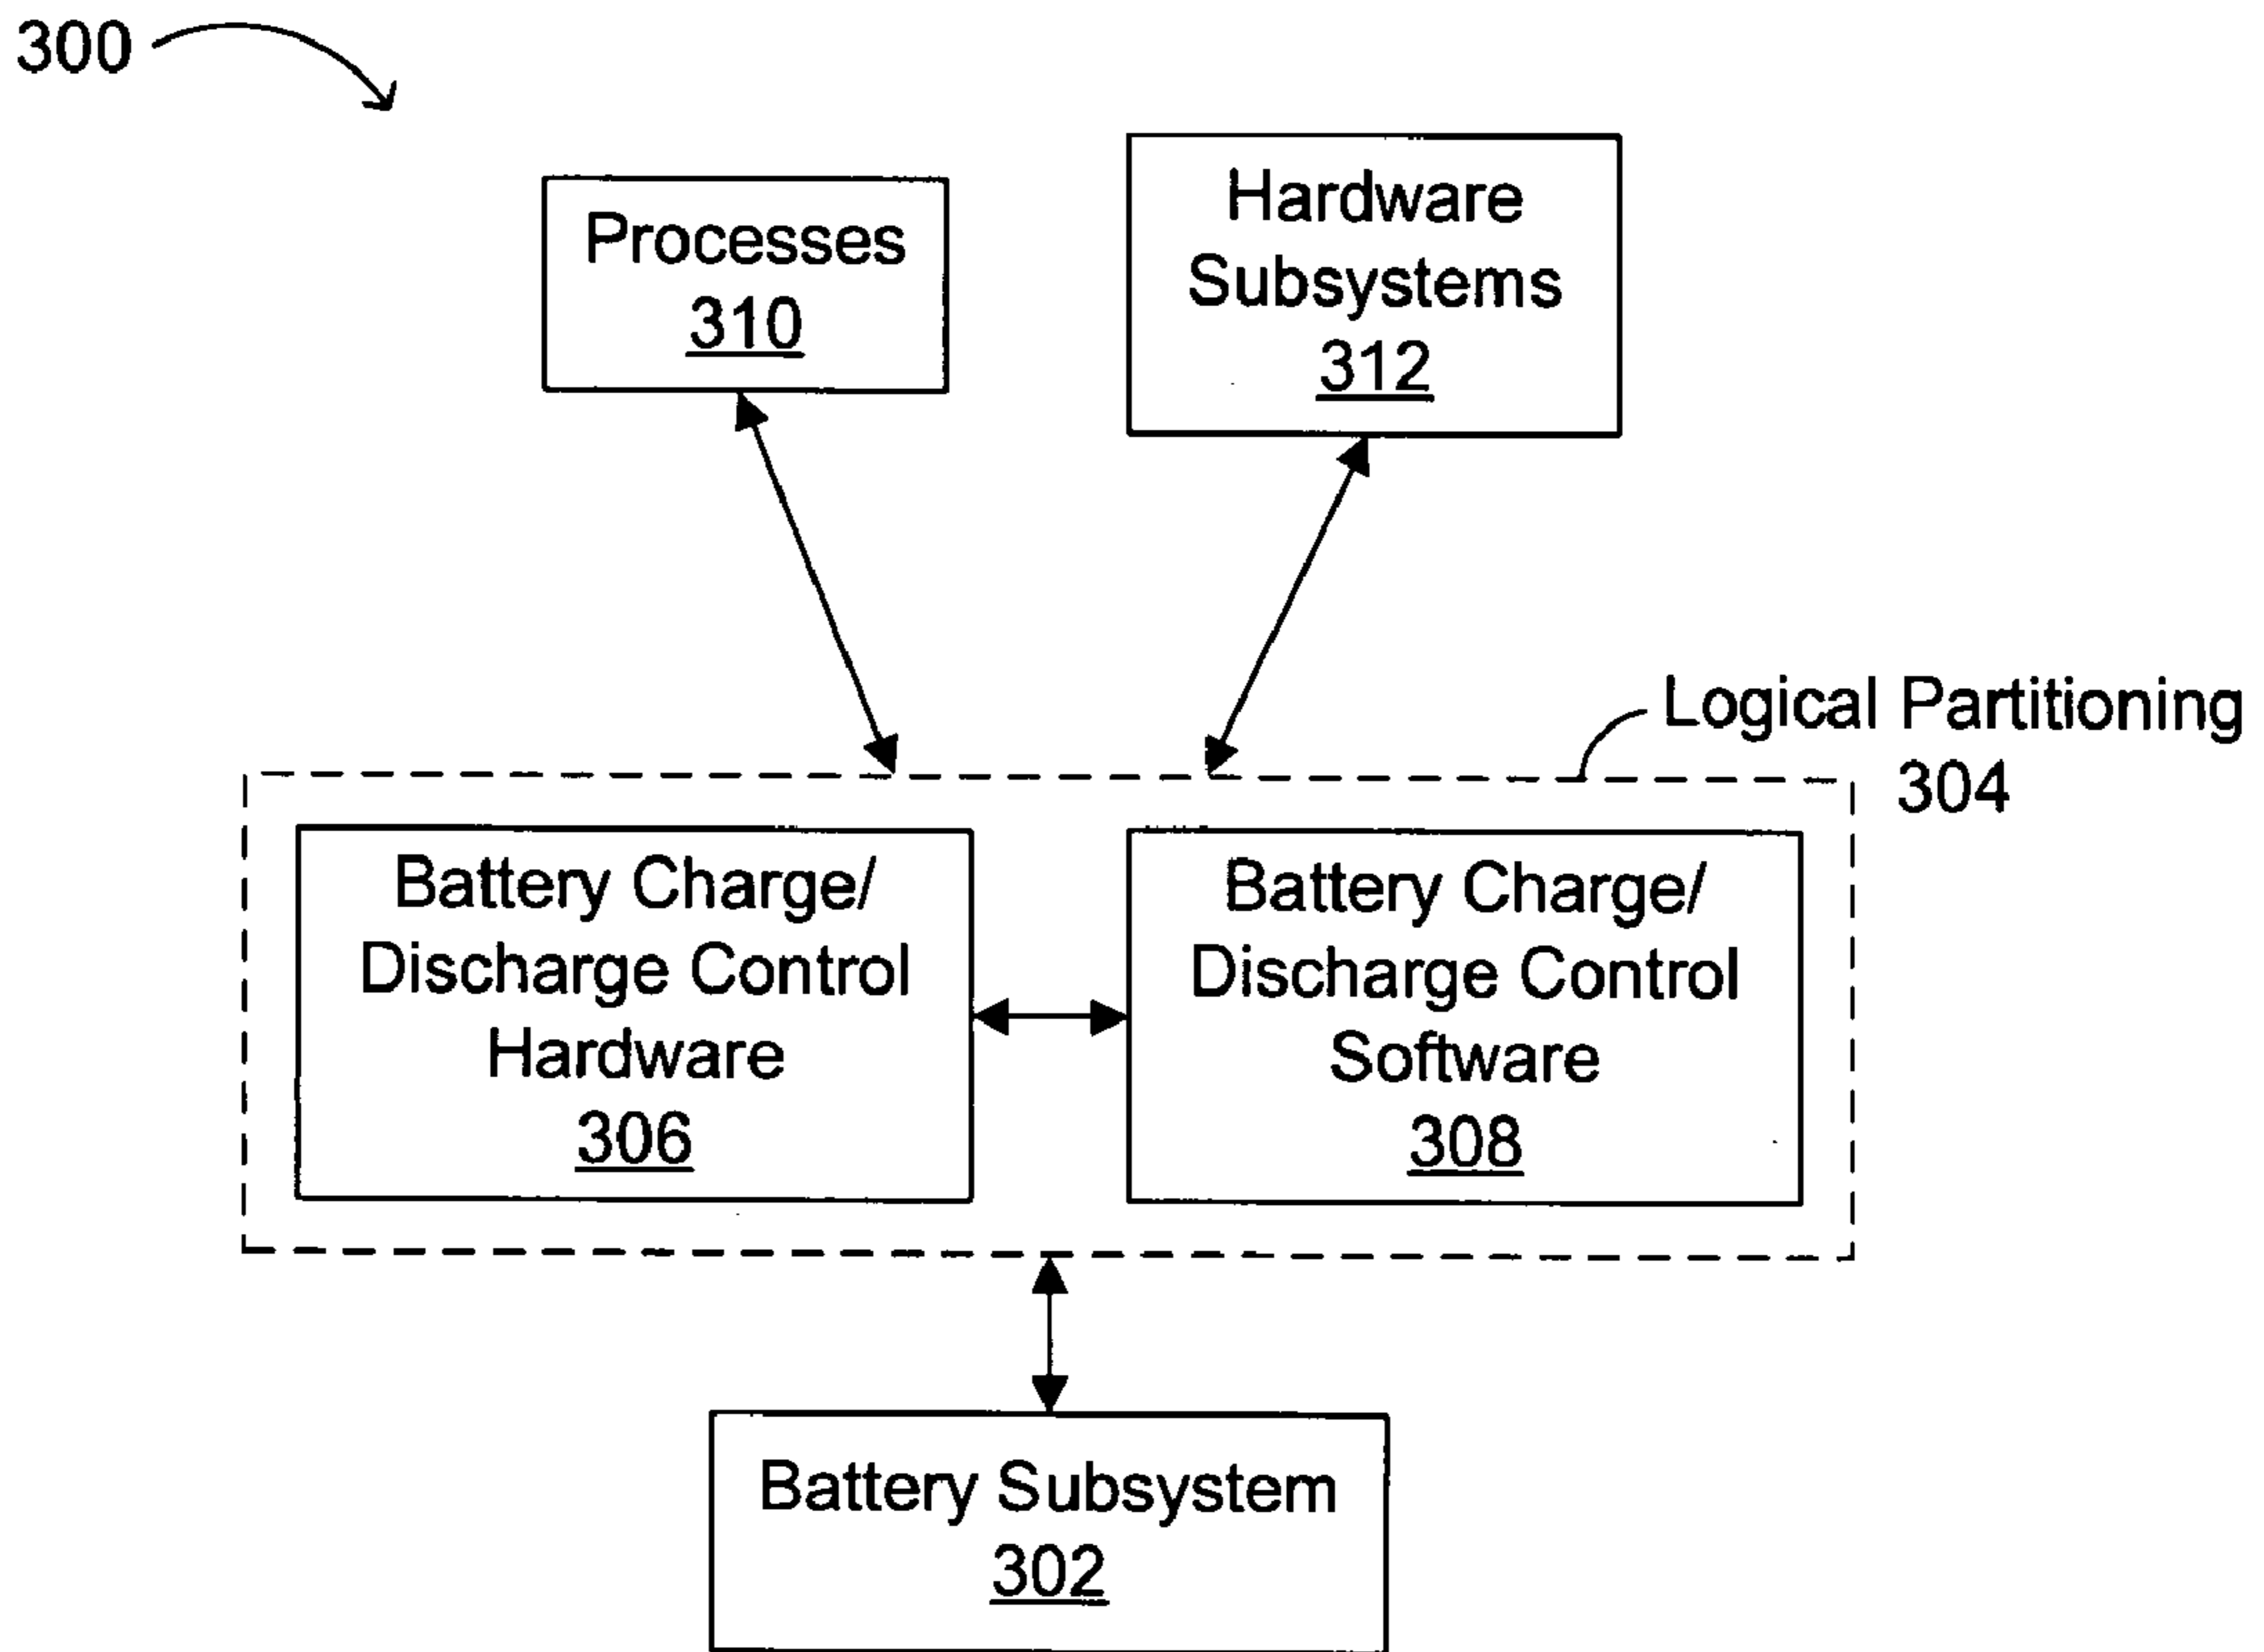 300
Processes
310
Hardware
Subsystems
312
Logical Partitioning
304
Battery Charge/
Discharge Control
Hardware
306
Battery Charge/
Discharge Control
Software
308
Battery Subsystem
302